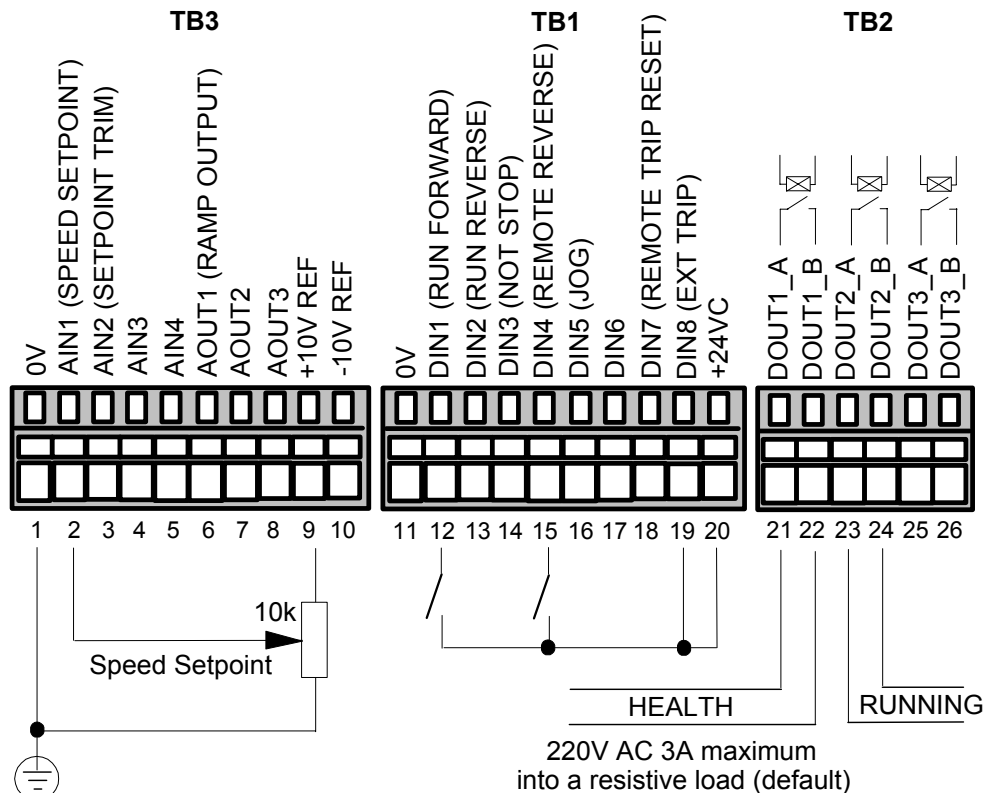 TB3
TB1
TB2
0V
AIN1 (SPEED SETPOINT)
AIN2 (SETPOINT TRIM)
AIN3
AIN4
AOUT1 (RAMP OUTPUT)
AOUT2
AOUT3
+10V REF
-10V REF
0V
DIN1 (RUN FORWARD)
DIN2 (RUN REVERSE)
DIN3 (NOT STOP)
DIN4 (REMOTE REVERSE)
DIN5 (JOG)
DIN6
DIN7 (REMOTE TRIP RESET)
DIN8 (EXT TRIP)
+24VC
DOUT1_A
DOUT1_B
DOUT2_A
DOUT2_B
DOUT3_A
DOUT3_B
1 2 3 4 5 6 7 8 9 10
11 12 13 14 15 16 17 18 19 20
21 22 23 24 25 26
10k
Speed Setpoint
HEALTH
RUNNING
220V AC 3A maximum
into a resistive load (default)